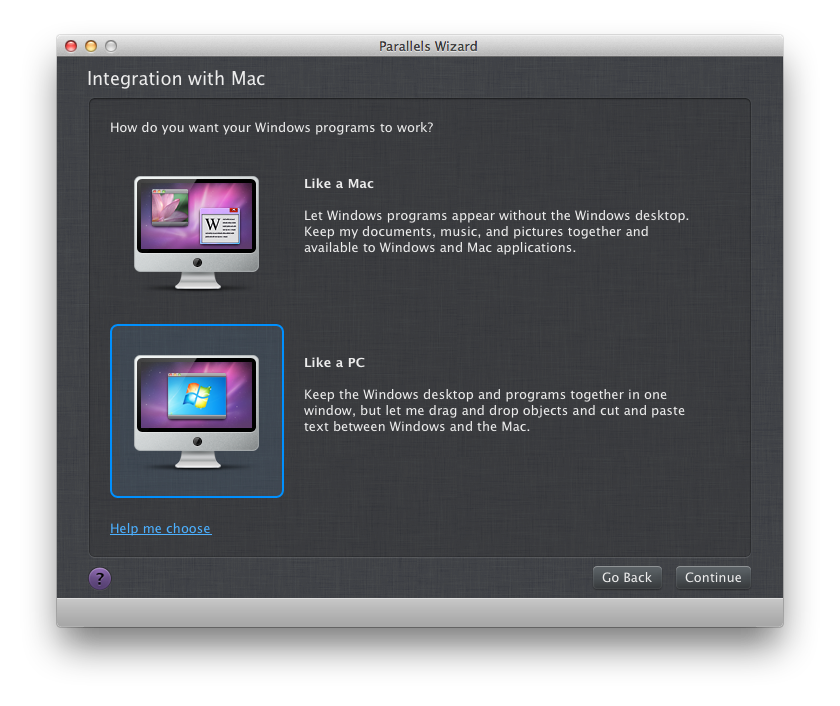 Parallels Wizard
Integration with Mac
How do you want your Windows programs to work?
Like a Mac
Let Windows programs appear without the Windows desktop.
Keep my documents, music, and pictures together and
available to Windows and Mac applications.
W
Like a PC
Keep the Windows desktop and programs together in one
window, but let me drag and drop objects and cut and paste
text between Windows and the Mac.
Help me choose
?
Go Back
Continue